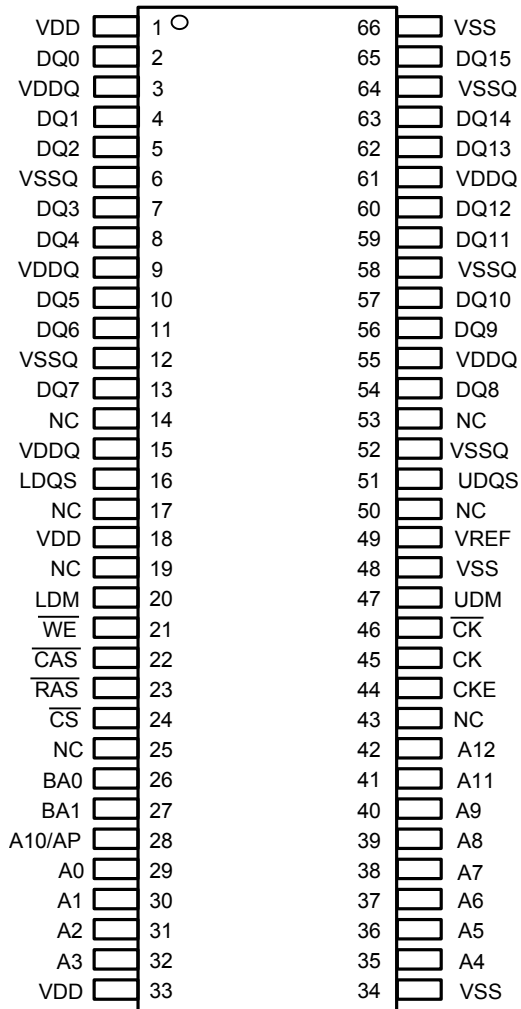 VDD 1 66 VSS
DQ0 2 65 DQ15
VDDQ 3 64 VSSQ
DQ1 4 63 DQ14
DQ2 5 62 DQ13
VSSQ 6 61 VDDQ
DQ3 7 60 DQ12
DQ4 8 59 DQ11
VDDQ 9 58 VSSQ
DQ5 10 57 DQ10
DQ6 11 56 DQ9
VSSQ 12 55 VDDQ
DQ7 13 54 DQ8
NC 14 53 NC
VDDQ 15 52 VSSQ
LDQS 16 51 UDQS
NC 17 50 NC
VDD 18 49 VREF
NC 19 48 VSS
LDM 20 47 UDM
W̅E̅ 21 46 C̅K̅
C̅A̅S̅ 22 45 CK
R̅A̅S̅ 23 44 CKE
C̅S̅ 24 43 NC
NC 25 42 A12
BA0 26 41 A11
BA1 27 40 A9
A10/AP 28 39 A8
A0 29 38 A7
A1 30 37 A6
A2 31 36 A5
A3 32 35 A4
VDD 33 34 VSS